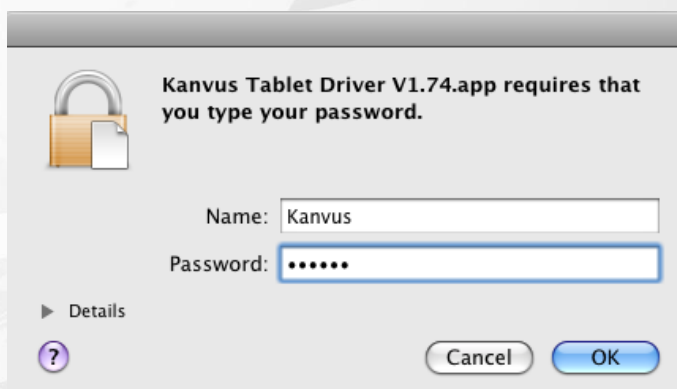 Kanvus Tablet Driver V1.74.app requires that
you type your password.
Name: Kanvus
Password: ••••••
Details
?
Cancel OK